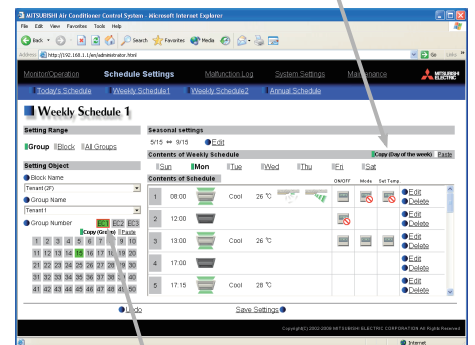 MITSUBISHI Air Conditioner Control System - Microsoft Internet Explorer
File Edit View Favorites Tools Help
Back Search Favorites Media
Address http://192.168.1.1/en/administrator.html Go Links
Monitor/Operation Schedule Settings Malfunction Log System Settings Maintenance MITSUBISHI ELECTRIC
Today's Schedule Weekly Schedule1 Weekly Schedule2 Annual Schedule
Weekly Schedule 1
Setting Range
Group All Groups
Setting Object
Block Name
Tenant (2F)
Group Name
Tenant 1
Group Number EC1 EC2 EC3
Copy (Group) Paste
1 2 3 4 5 6 7 8 9 10
11 12 13 14 15 16 17 18 19 20
21 22 23 24 25 26 27 28 29 30
31 32 33 34 35 36 37 38 39 40
41 42 43 44 45 46 47 48 49 50
Seasonal settings
5/15 ⇔ 9/15 Edit
Contents of Weekly Schedule Copy (Day of the week) Paste
Sun Mon Tue Wed Thu Fri Sat
Contents of Schedule ON/OFF Mode Set Temp.
1 08:00 Cool 26 ℃ Edit Delete
2 12:00 Edit Delete
3 13:00 Cool 26 ℃ Edit Delete
4 17:00 Edit Delete
5 17:15 Cool 28 ℃ Edit Delete
Undo Save Settings
Copyright(C) 2002-2008 MITSUBISHI ELECTRIC CORPORATION All Rights Reserved
Internet